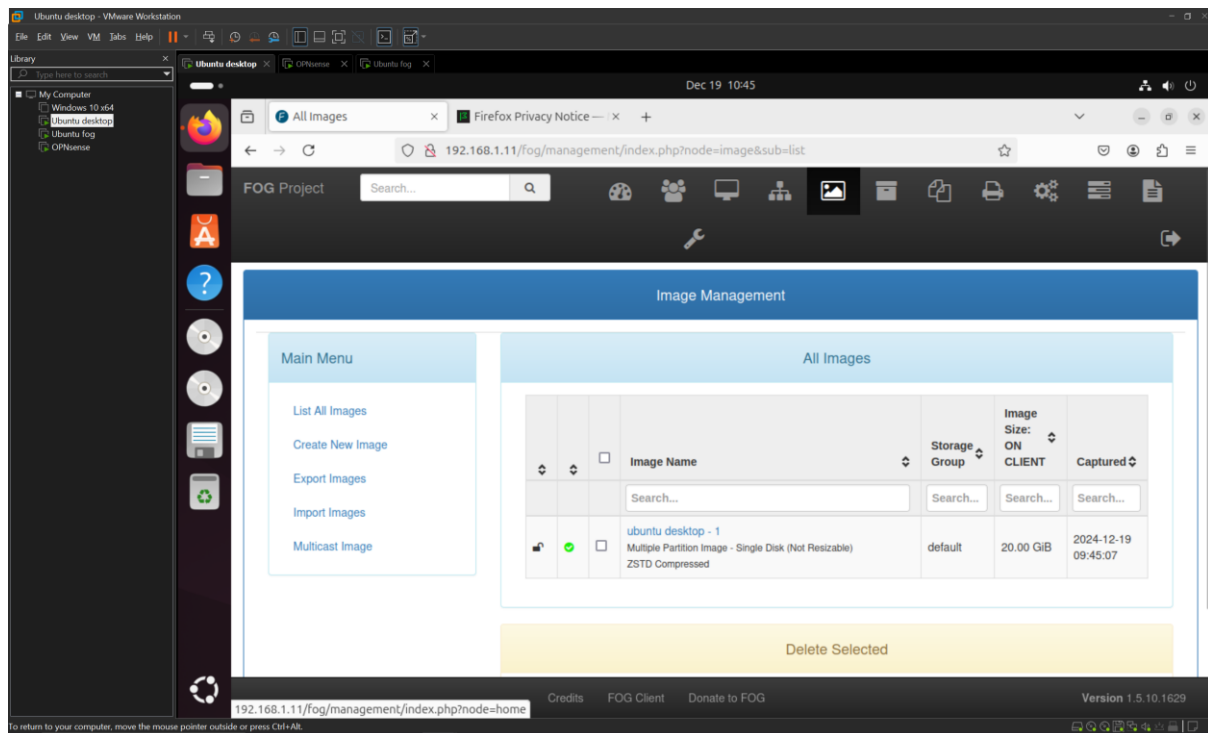 Ubuntu desktop - VMware Workstation
File Edit View VM Tabs Help
Library
Type here to search
My Computer
Windows 10 x64
Ubuntu desktop
Ubuntu fog
OPNsense
Ubuntu desktop OPNsense Ubuntu fog
Dec 19 10:45
All Images Firefox Privacy Notice —
192.168.1.11/fog/management/index.php?node=image&sub=list
FOG Project Search...
Image Management
Main Menu
List All Images
Create New Image
Export Images
Import Images
Multicast Image
All Images
Image Name
Storage Group
Image Size: ON CLIENT
Captured
Search... Search... Search... Search...
ubuntu desktop - 1
Multiple Partition Image - Single Disk (Not Resizable)
ZSTD Compressed
default
20.00 GiB
2024-12-19
09:45:07
Delete Selected
Credits FOG Client Donate to FOG Version 1.5.10.1629
192.168.1.11/fog/management/index.php?node=home
To return to your computer, move the mouse pointer outside or press Ctrl+Alt.